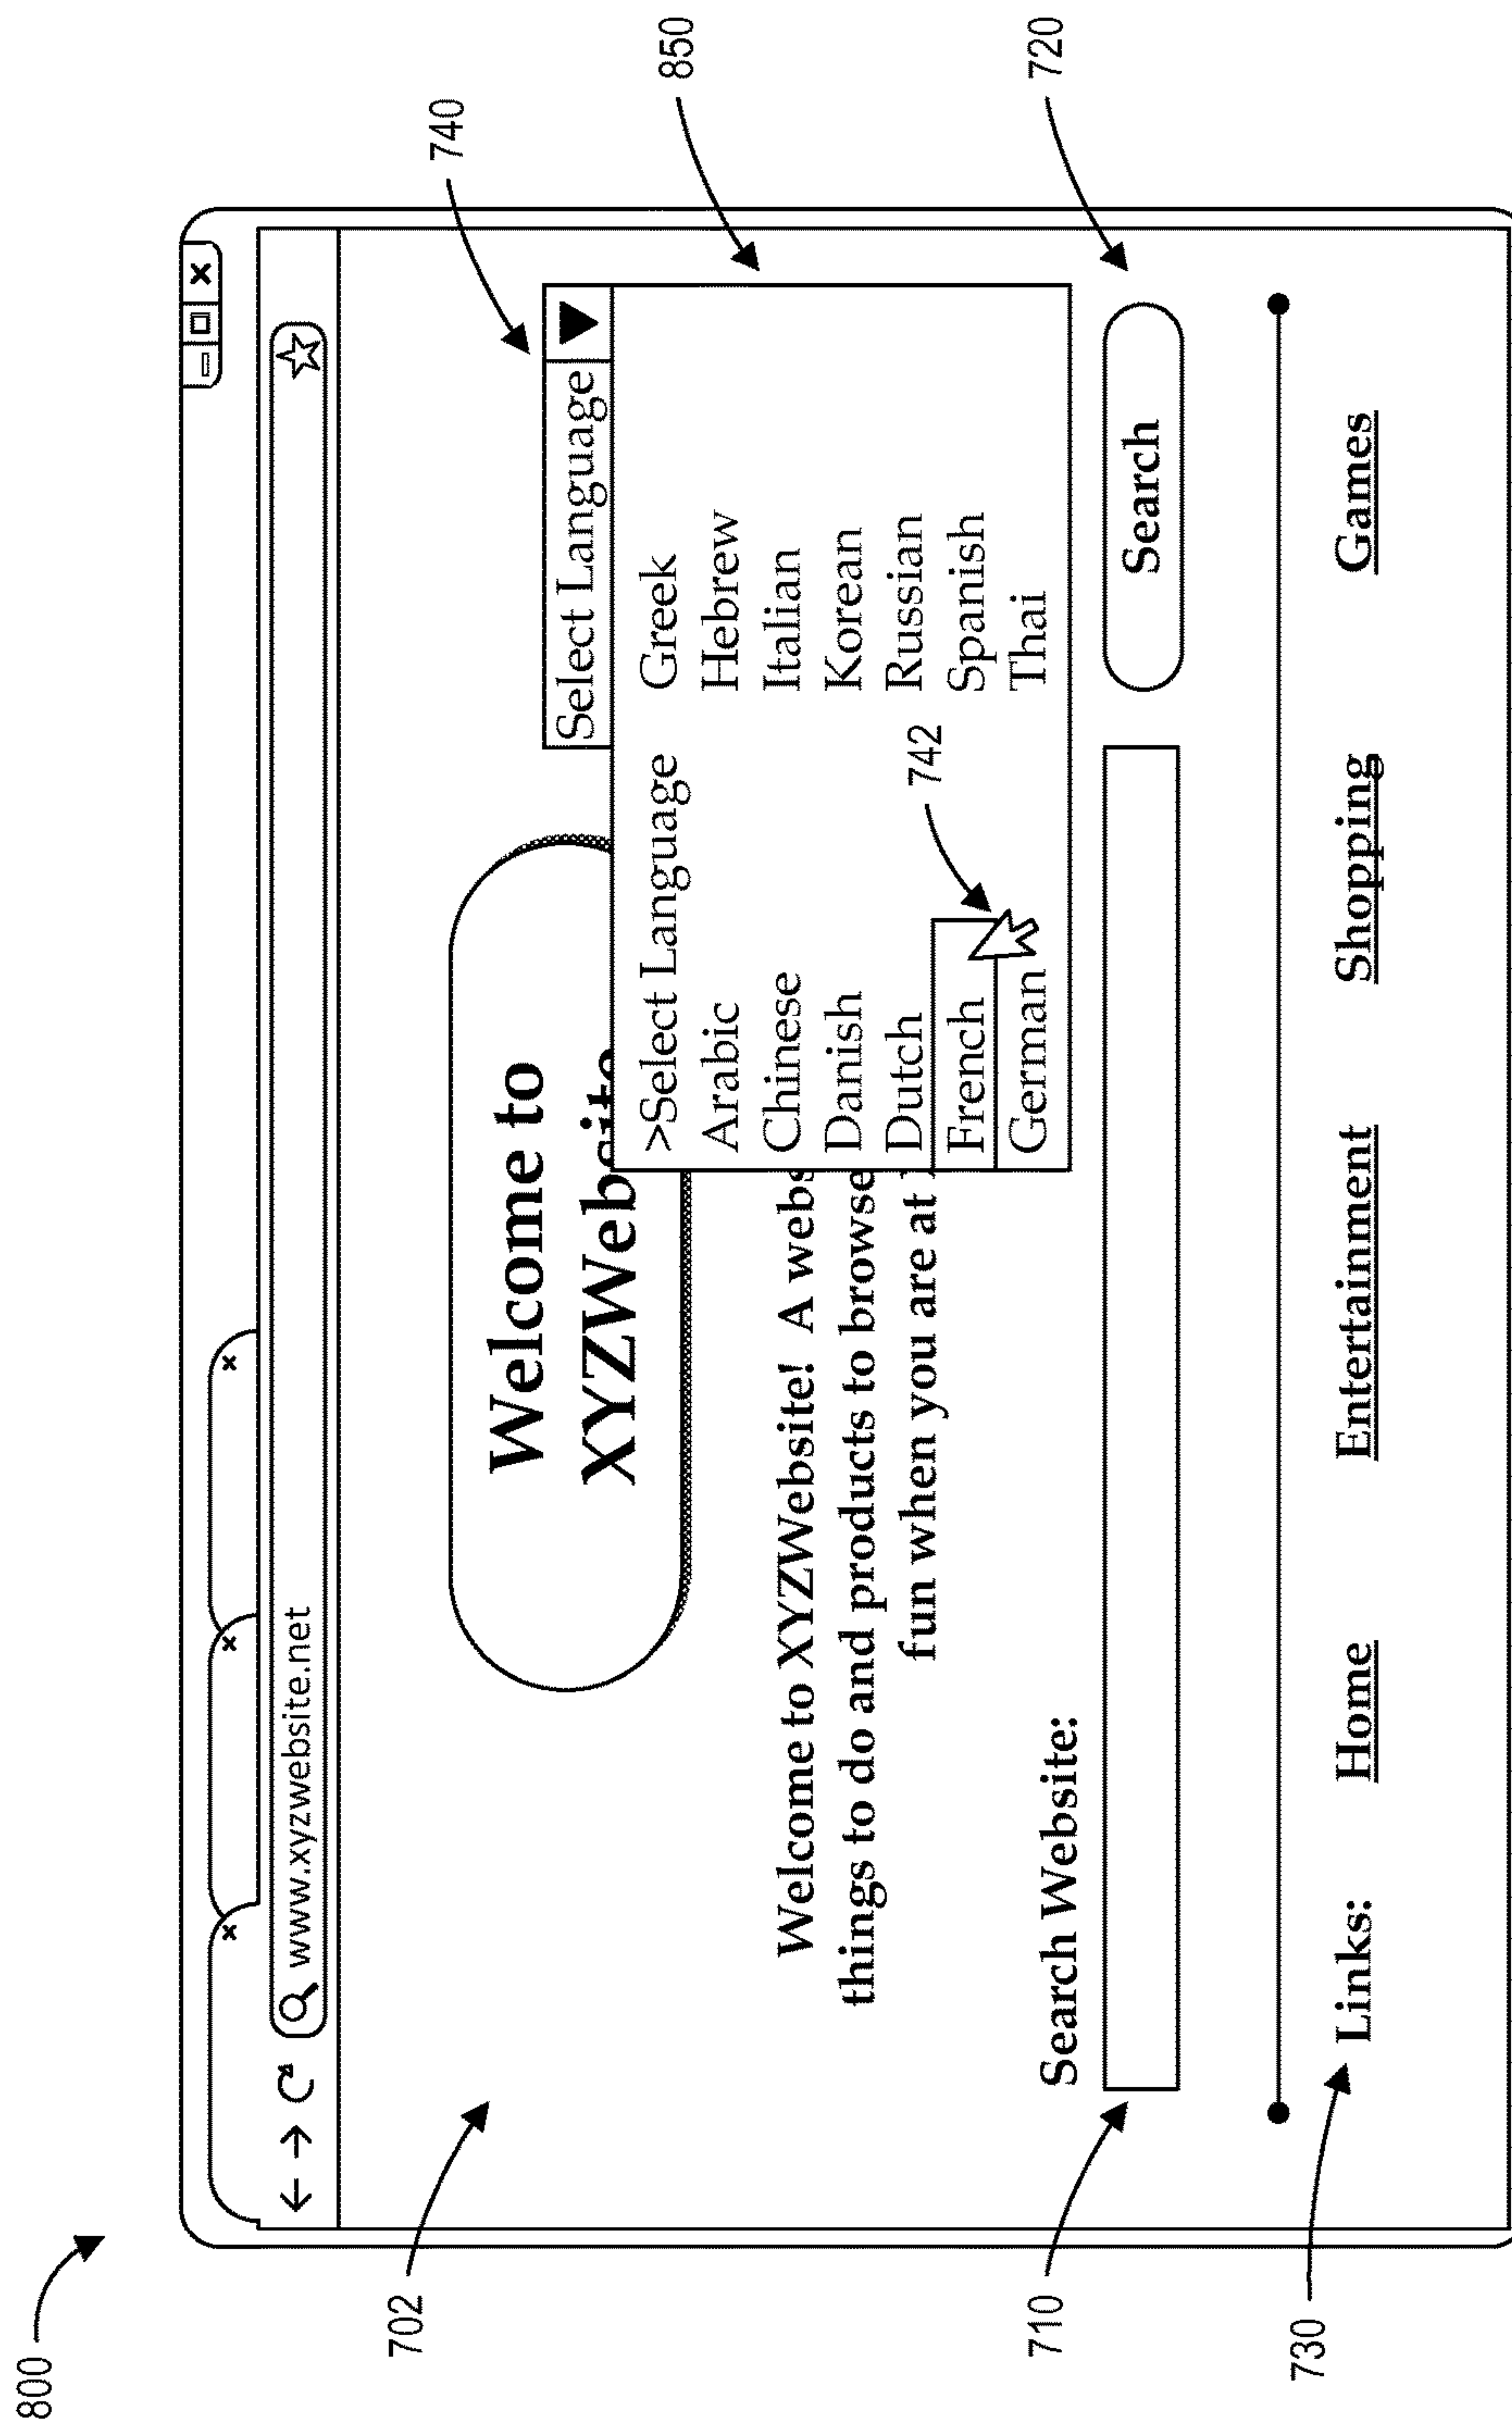 800
740
850
702
www.xyzwebsite.net
Welcome to
XYZWebsite
Select Language
>Select Language
Arabic
Chinese
Danish
Dutch
French
German
Greek
Hebrew
Italian
Korean
Russian
Spanish
Thai
742
Welcome to XYZWebsite! A webs
things to do and products to browse
fun when you are at
Search Website:
710
Search
720
730
Links: Home Entertainment Shopping Games